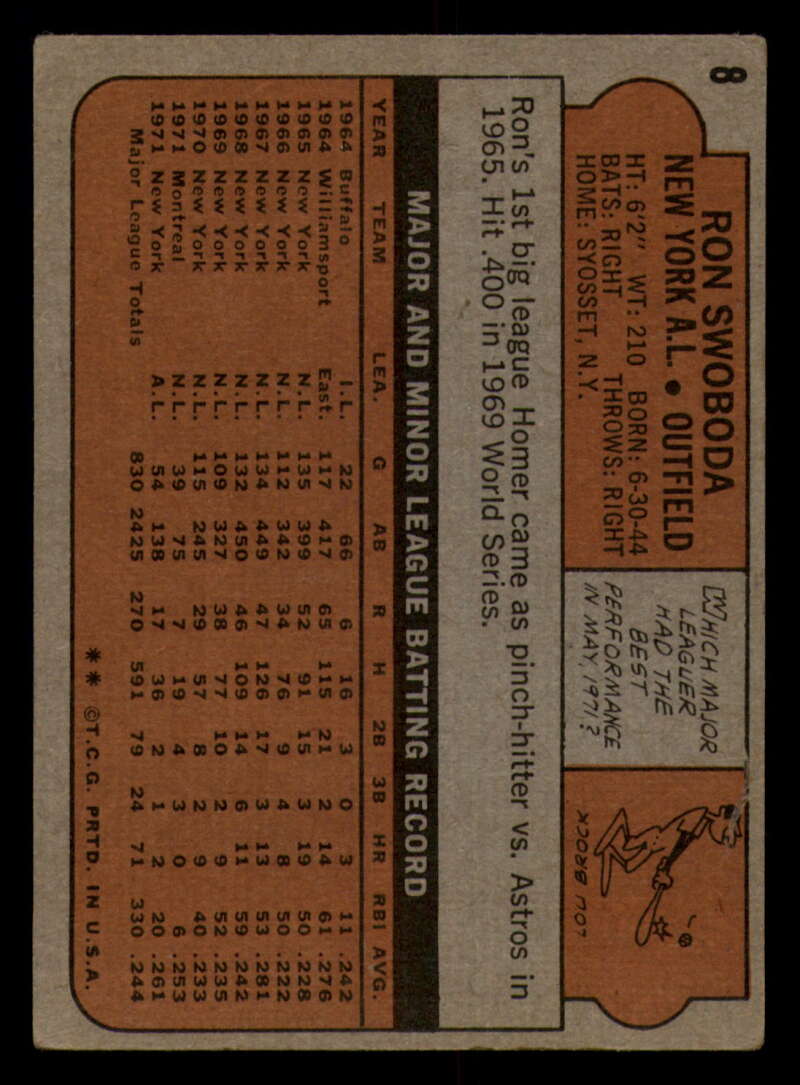 8
RON SWOBODA
NEW YORK A.L. • OUTFIELD
HT: 6'2" WT: 210 BORN: 6-30-44
BATS: RIGHT THROWS: RIGHT
HOME: SYOSSET, N.Y.
WHICH MAJOR
LEAGUER
HAD THE
BEST
PERFORMANCE
IN MAY, 1971?
LOU BROCK
Ron's 1st big league Homer came as pinch-hitter vs. Astros in
1965. Hit .400 in 1969 World Series.
MAJOR AND MINOR LEAGUE BATTING RECORD
YEAR TEAM LEA. G AB R H 2B 3B HR RBI AVG.
1964 Buffalo I.L. 22 66 6 16 3 0 3 11 .242
1964 Williamsport East. 117 417 65 115 21 2 14 61 .276
1965 New York N.L. 135 399 52 91 15 3 19 50 .228
1966 New York N.L. 112 342 34 76 9 4 8 50 .222
1967 New York N.L. 134 449 47 126 17 3 13 53 .281
1968 New York N.L. 132 450 46 109 14 6 11 59 .242
1969 New York N.L. 109 327 38 77 10 2 9 52 .235
1970 New York N.L. 115 245 29 57 8 2 9 40 .233
1971 Montreal N.L. 39 75 7 19 4 3 0 6 .253
1971 New York A.L. 54 138 17 36 2 1 2 20 .261
Major League Totals 830 2425 270 591 79 24 71 330 .244
** ©T.C.G. PRTD. IN U.S.A.